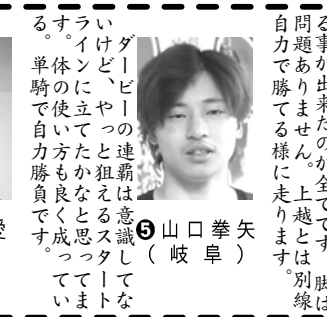 る事が出来たのが全てです。脚は
問題ありません。上越とは別線
自力で勝てる様に走ります。
❺山口拳矢
（岐阜）
ダービーの連覇は意識してな
いけど、やっと狙えるスタート
ラインに立てたかなと思ってま
す。体の使い方も良く成ってい
る。単騎で自力勝負です。